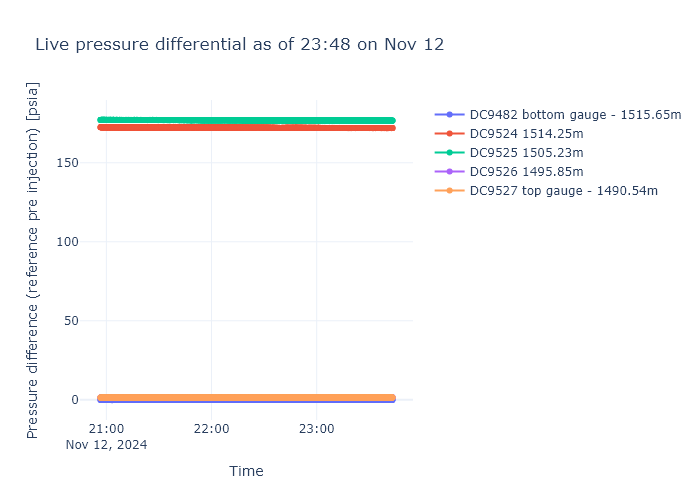 Live pressure differential as of 23:48 on Nov 12
Pressure difference (reference pre injection) [psia]
150
100
50
0
21:00
Nov 12, 2024
22:00
23:00
Time
DC9482 bottom gauge - 1515.65m
DC9524 1514.25m
DC9525 1505.23m
DC9526 1495.85m
DC9527 top gauge - 1490.54m